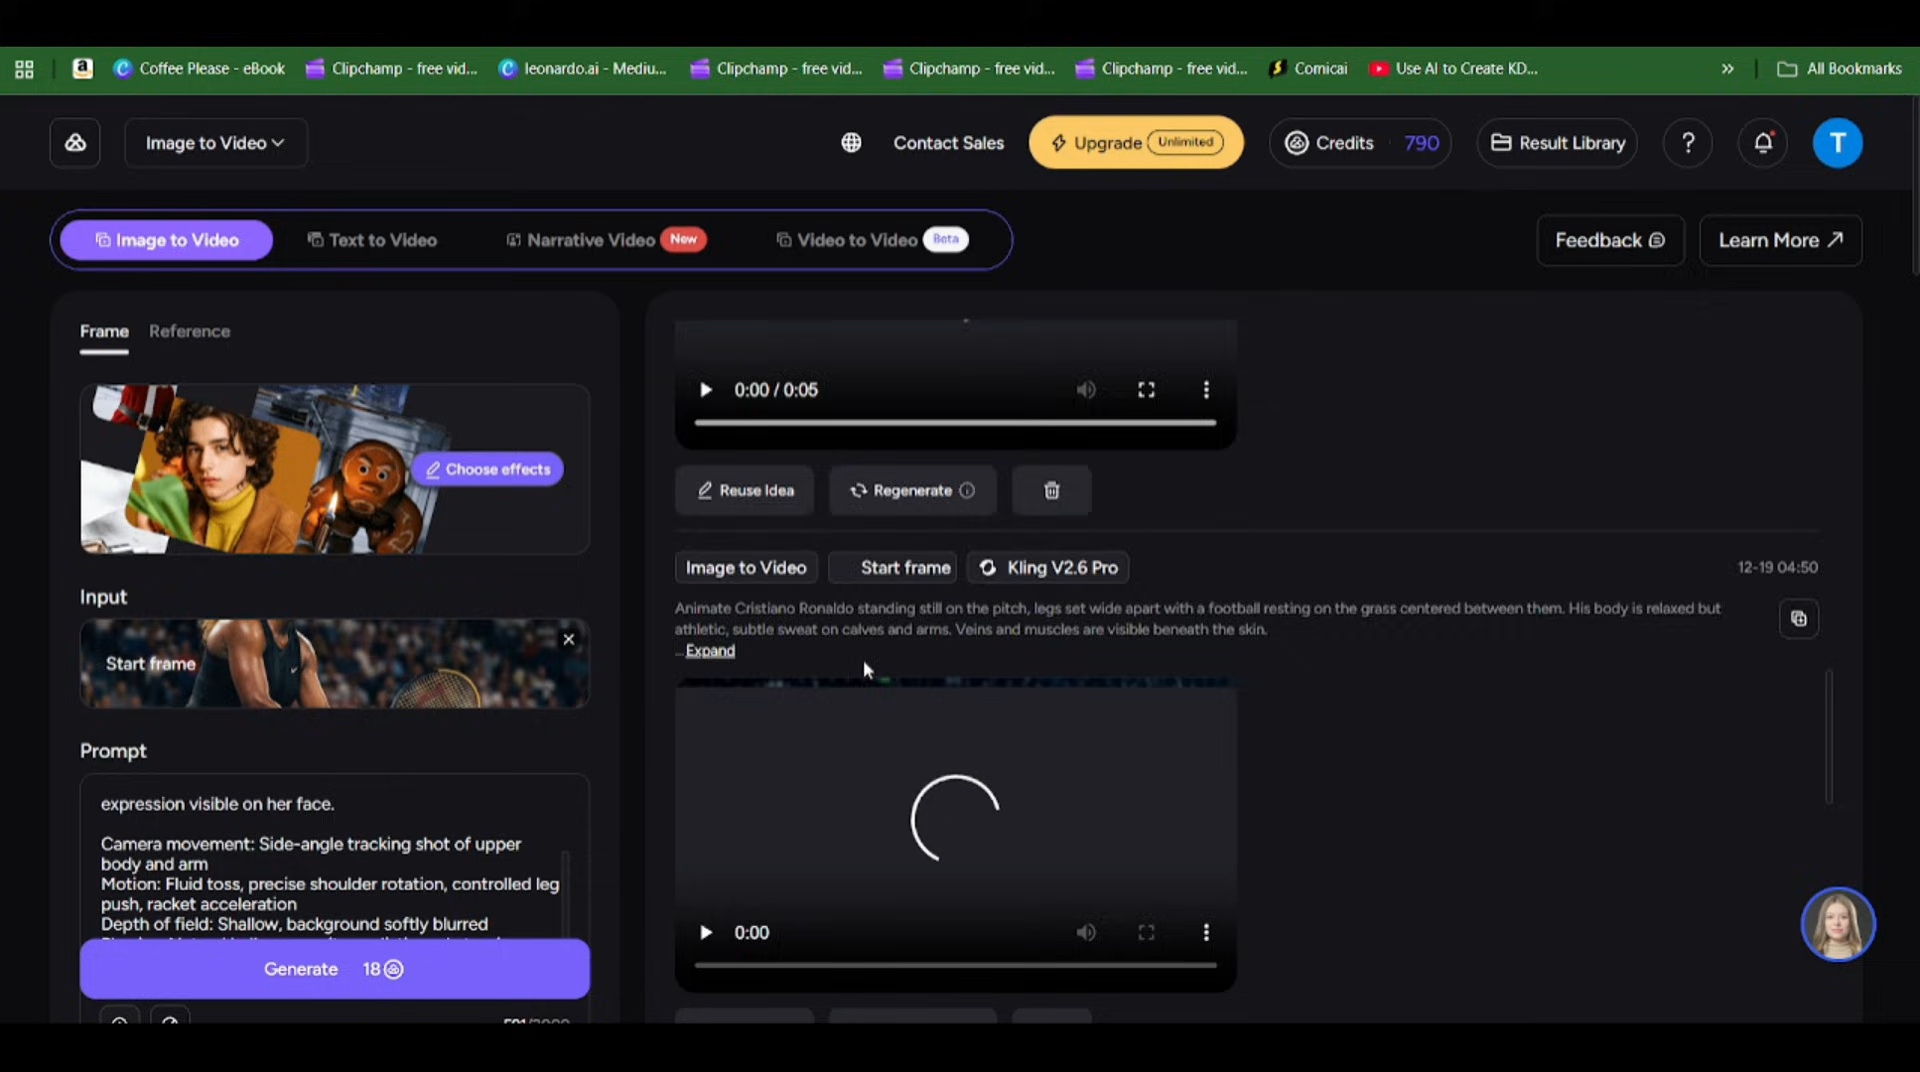 Coffee Please - eBook
Clipchamp - free vid...
leonardo.ai - Mediu...
Clipchamp - free vid...
Clipchamp - free vid...
Clipchamp - free vid...
Comicai
Use AI to Create KD...
All Bookmarks
Image to Video
Contact Sales
Upgrade Unlimited
Credits 790
Result Library
?
T
Image to Video
Text to Video
Narrative Video New
Video to Video Beta
Feedback
Learn More
Frame
Reference
Choose effects
Input
Start frame
Prompt
expression visible on her face.
Camera movement: Side-angle tracking shot of upper
body and arm
Motion: Fluid toss, precise shoulder rotation, controlled leg
push, racket acceleration
Depth of field: Shallow, background softly blurred
Generate 18
0:00 / 0:05
Reuse Idea
Regenerate
Image to Video
Start frame
Kling V2.6 Pro
12-19 04:50
Animate Cristiano Ronaldo standing still on the pitch, legs set wide apart with a football resting on the grass centered between them. His body is relaxed but
athletic, subtle sweat on calves and arms. Veins and muscles are visible beneath the skin.
...Expand
0:00